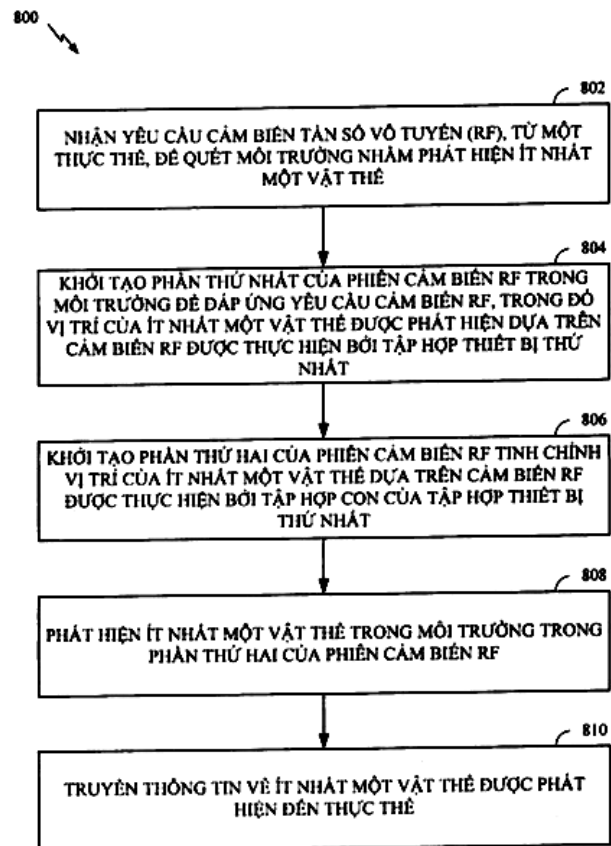 800
802
NHẬN YÊU CẦU CẢM BIẾN TẦN SỐ VÔ TUYẾN (RF), TỪ MỘT
THỰC THỂ, ĐỂ QUÉT MÔI TRƯỜNG NHẰM PHÁT HIỆN ÍT NHẤT
MỘT VẬT THỂ
804
KHỞI TẠO PHẦN THỨ NHẤT CỦA PHIÊN CẢM BIẾN RF TRONG
MÔI TRƯỜNG ĐỂ ĐÁP ỨNG YÊU CẦU CẢM BIẾN RF, TRONG ĐÓ
VỊ TRÍ CỦA ÍT NHẤT MỘT VẬT THỂ ĐƯỢC PHÁT HIỆN DỰA TRÊN
CẢM BIẾN RF ĐƯỢC THỰC HIỆN BỞI TẬP HỢP THIẾT BỊ THỨ
NHẤT
806
KHỞI TẠO PHẦN THỨ HAI CỦA PHIÊN CẢM BIẾN RF TINH CHỈNH
VỊ TRÍ CỦA ÍT NHẤT MỘT VẬT THỂ DỰA TRÊN CẢM BIẾN RF
ĐƯỢC THỰC HIỆN BỞI TẬP HỢP CON CỦA TẬP HỢP THIẾT BỊ
THỨ NHẤT
808
PHÁT HIỆN ÍT NHẤT MỘT VẬT THỂ TRONG MÔI TRƯỜNG TRONG
PHẦN THỨ HAI CỦA PHIÊN CẢM BIẾN RF
810
TRUYỀN THÔNG TIN VỀ ÍT NHẤT MỘT VẬT THỂ ĐƯỢC PHÁT
HIỆN ĐẾN THỰC THỂ